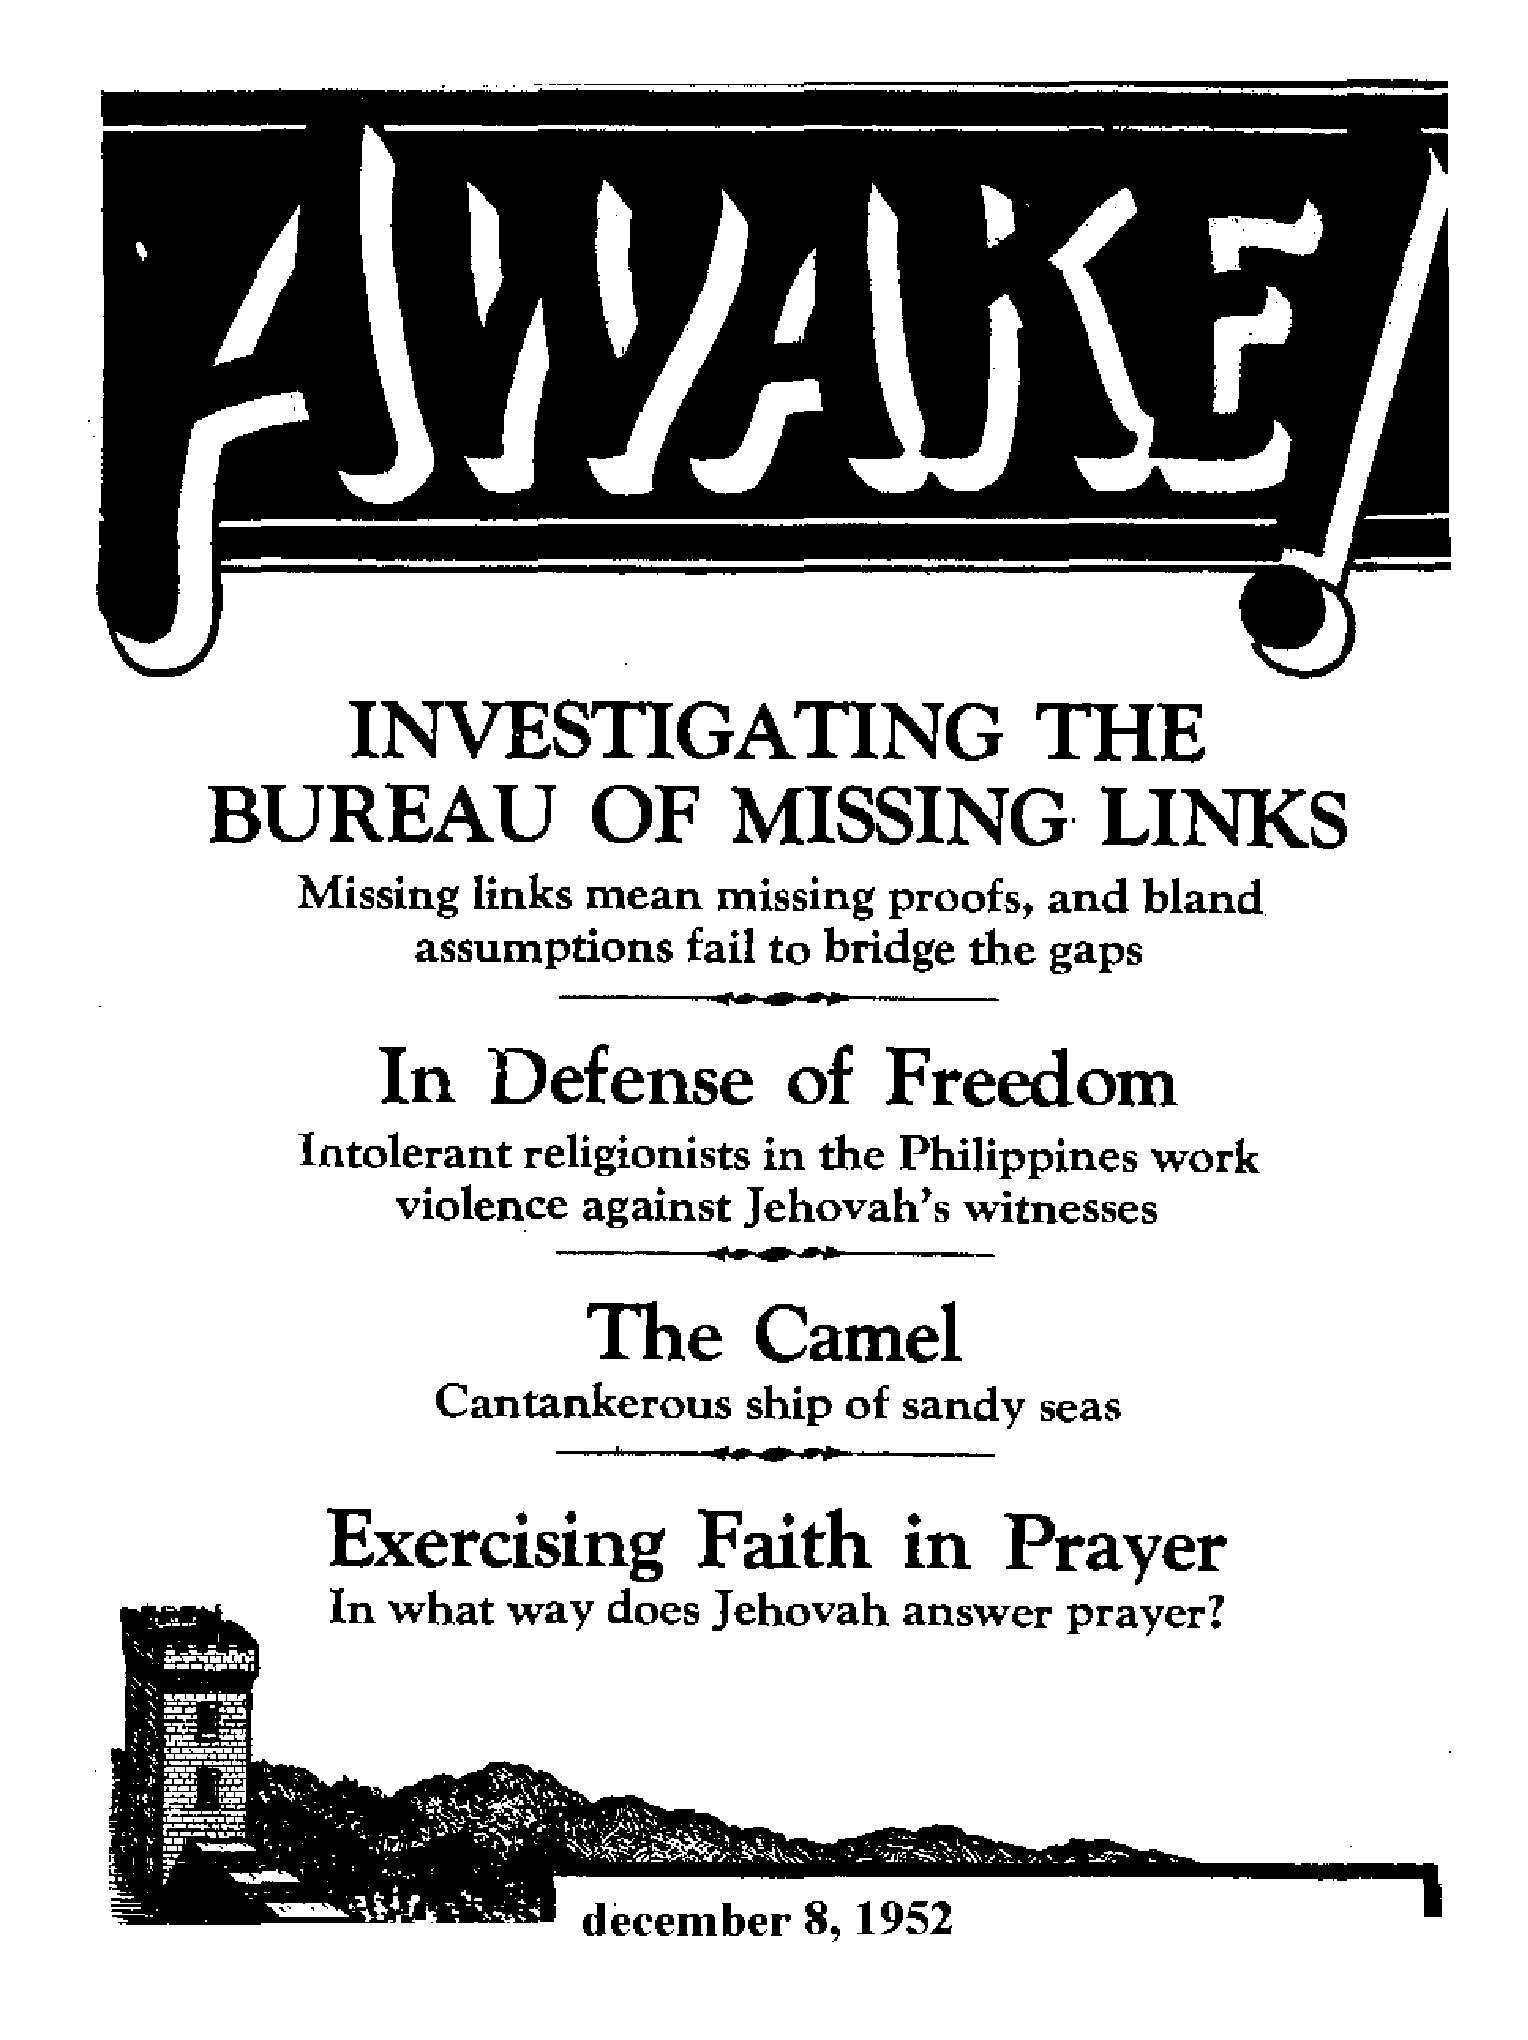 AWAKE!
INVESTIGATING THE
BUREAU OF MISSING LINKS
Missing links mean missing proofs, and bland
assumptions fail to bridge the gaps
In Defense of Freedom
Intolerant religionists in the Philippines work
violence against Jehovah's witnesses
The Camel
Cantankerous ship of sandy seas
Exercising Faith in Prayer
In what way does Jehovah answer prayer?
december 8, 1952